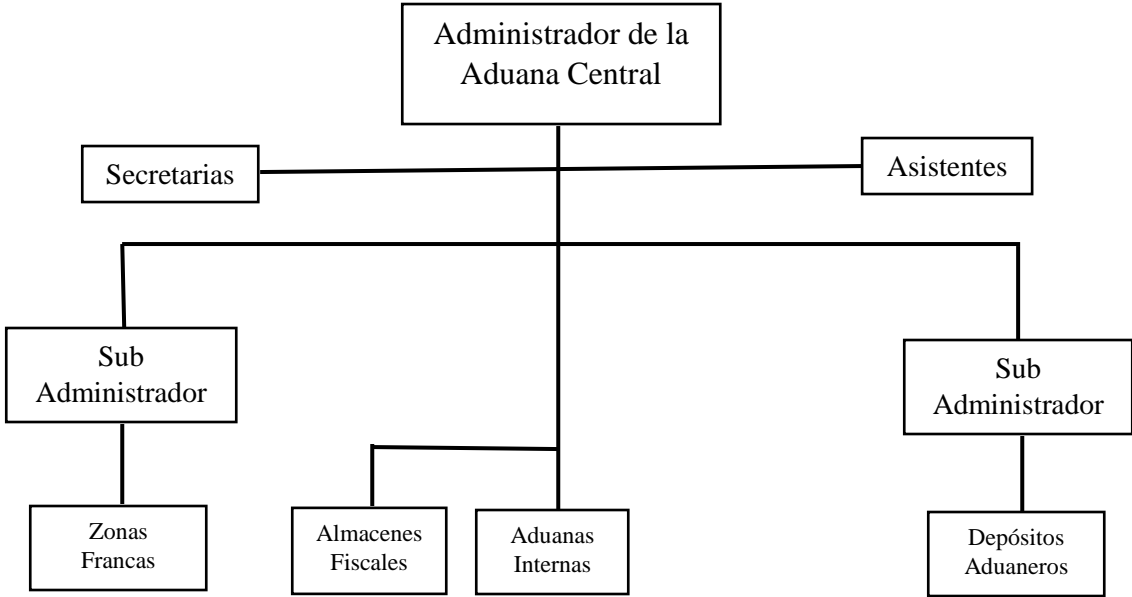 Administrador de la
Aduana Central
Secretarias
Asistentes
Sub
Administrador
Sub
Administrador
Zonas
Francas
Almacenes
Fiscales
Aduanas
Internas
Depósitos
Aduaneros